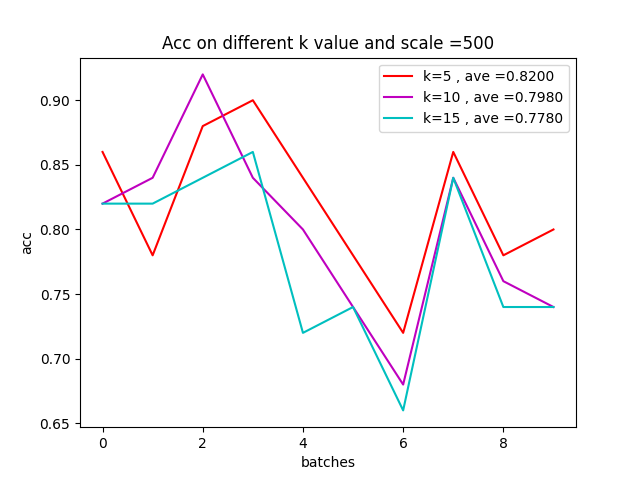 Acc on different k value and scale =500
k=5 , ave =0.8200
k=10 , ave =0.7980
k=15 , ave =0.7780
acc
0.90
0.85
0.80
0.75
0.70
0.65
0 2 4 6 8
batches